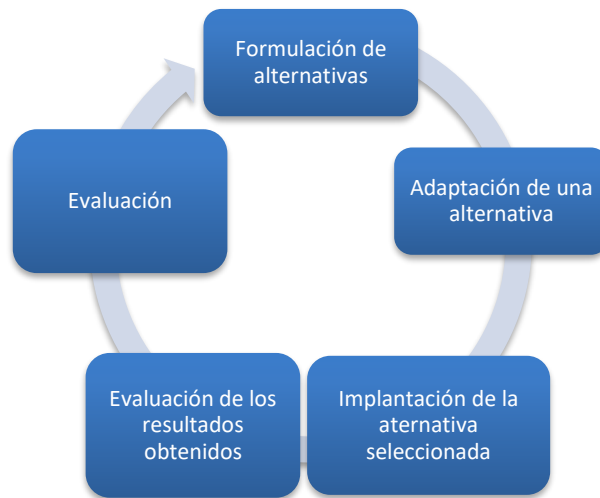 Formulación de
alternativas
Adaptación de una
alternativa
Implantación de la
aternativa
seleccionada
Evaluación de los
resultados
obtenidos
Evaluación